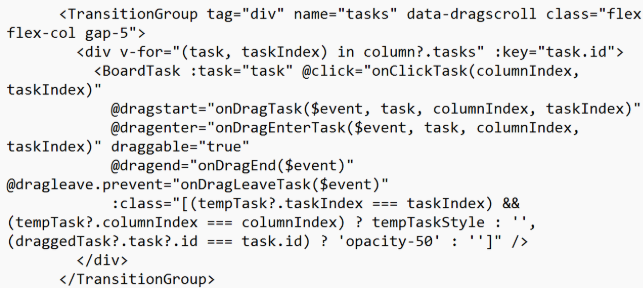 <TransitionGroup tag="div" name="tasks" data-dragscroll class="flex
flex-col gap-5">
<div v-for="(task, taskIndex) in column?.tasks" :key="task.id">
<BoardTask :task="task" @click="onClickTask(columnIndex,
taskIndex)"
@dragstart="onDragTask($event, task, columnIndex, taskIndex)"
@dragenter="onDragEnterTask($event, task, columnIndex,
taskIndex)" draggable="true"
@dragend="onDragEnd($event)"
@dragleave.prevent="onDragLeaveTask($event)"
:class="[(tempTask?.taskIndex === taskIndex) &&
(tempTask?.columnIndex === columnIndex) ? tempTaskStyle : '',
(draggedTask?.task?.id === task.id) ? 'opacity-50' : '']" />
</div>
</TransitionGroup>